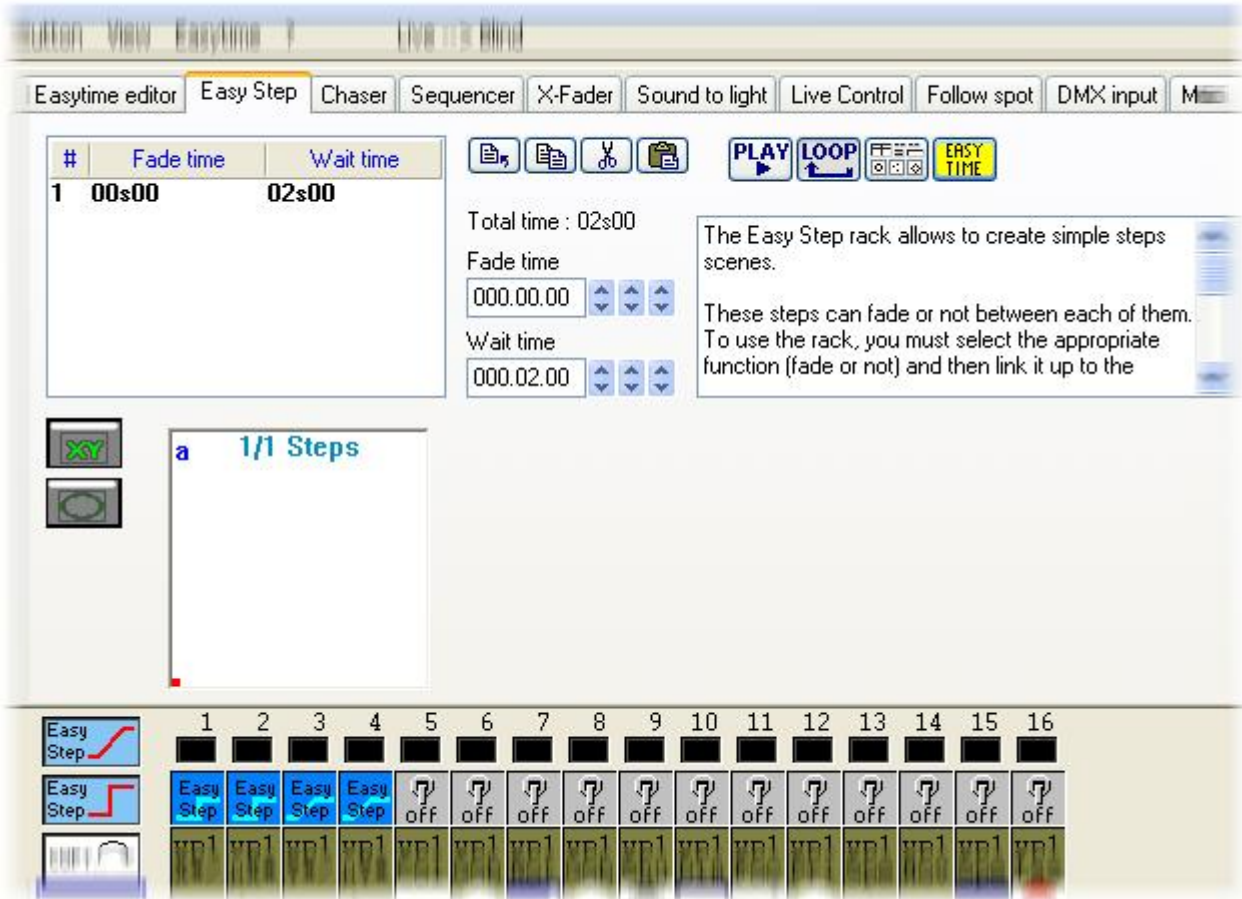 Button View Easytime ? Live Blind
Easytime editor Easy Step Chaser Sequencer X-Fader Sound to light Live Control Follow spot DMX input
# Fade time Wait time
1 00s00 02s00
PLAY LOOP EASY TIME
Total time : 02s00
Fade time
000.00.00
Wait time
000.02.00
The Easy Step rack allows to create simple steps
scenes.
These steps can fade or not between each of them.
To use the rack, you must select the appropriate
function (fade or not) and then link it up to the
XY
a 1/1 Steps
Easy Step
1 2 3 4 5 6 7 8 9 10 11 12 13 14 15 16
Easy Step
Easy Step Easy Step Easy Step Easy Step off off off off off off off off off off off off